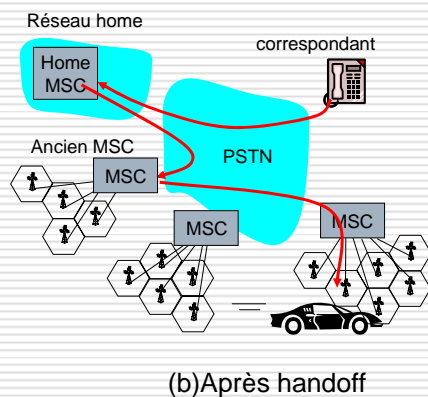 Réseau home
correspondant
Home
MSC
Ancien MSC
PSTN
MSC
MSC
MSC
(b)Après handoff